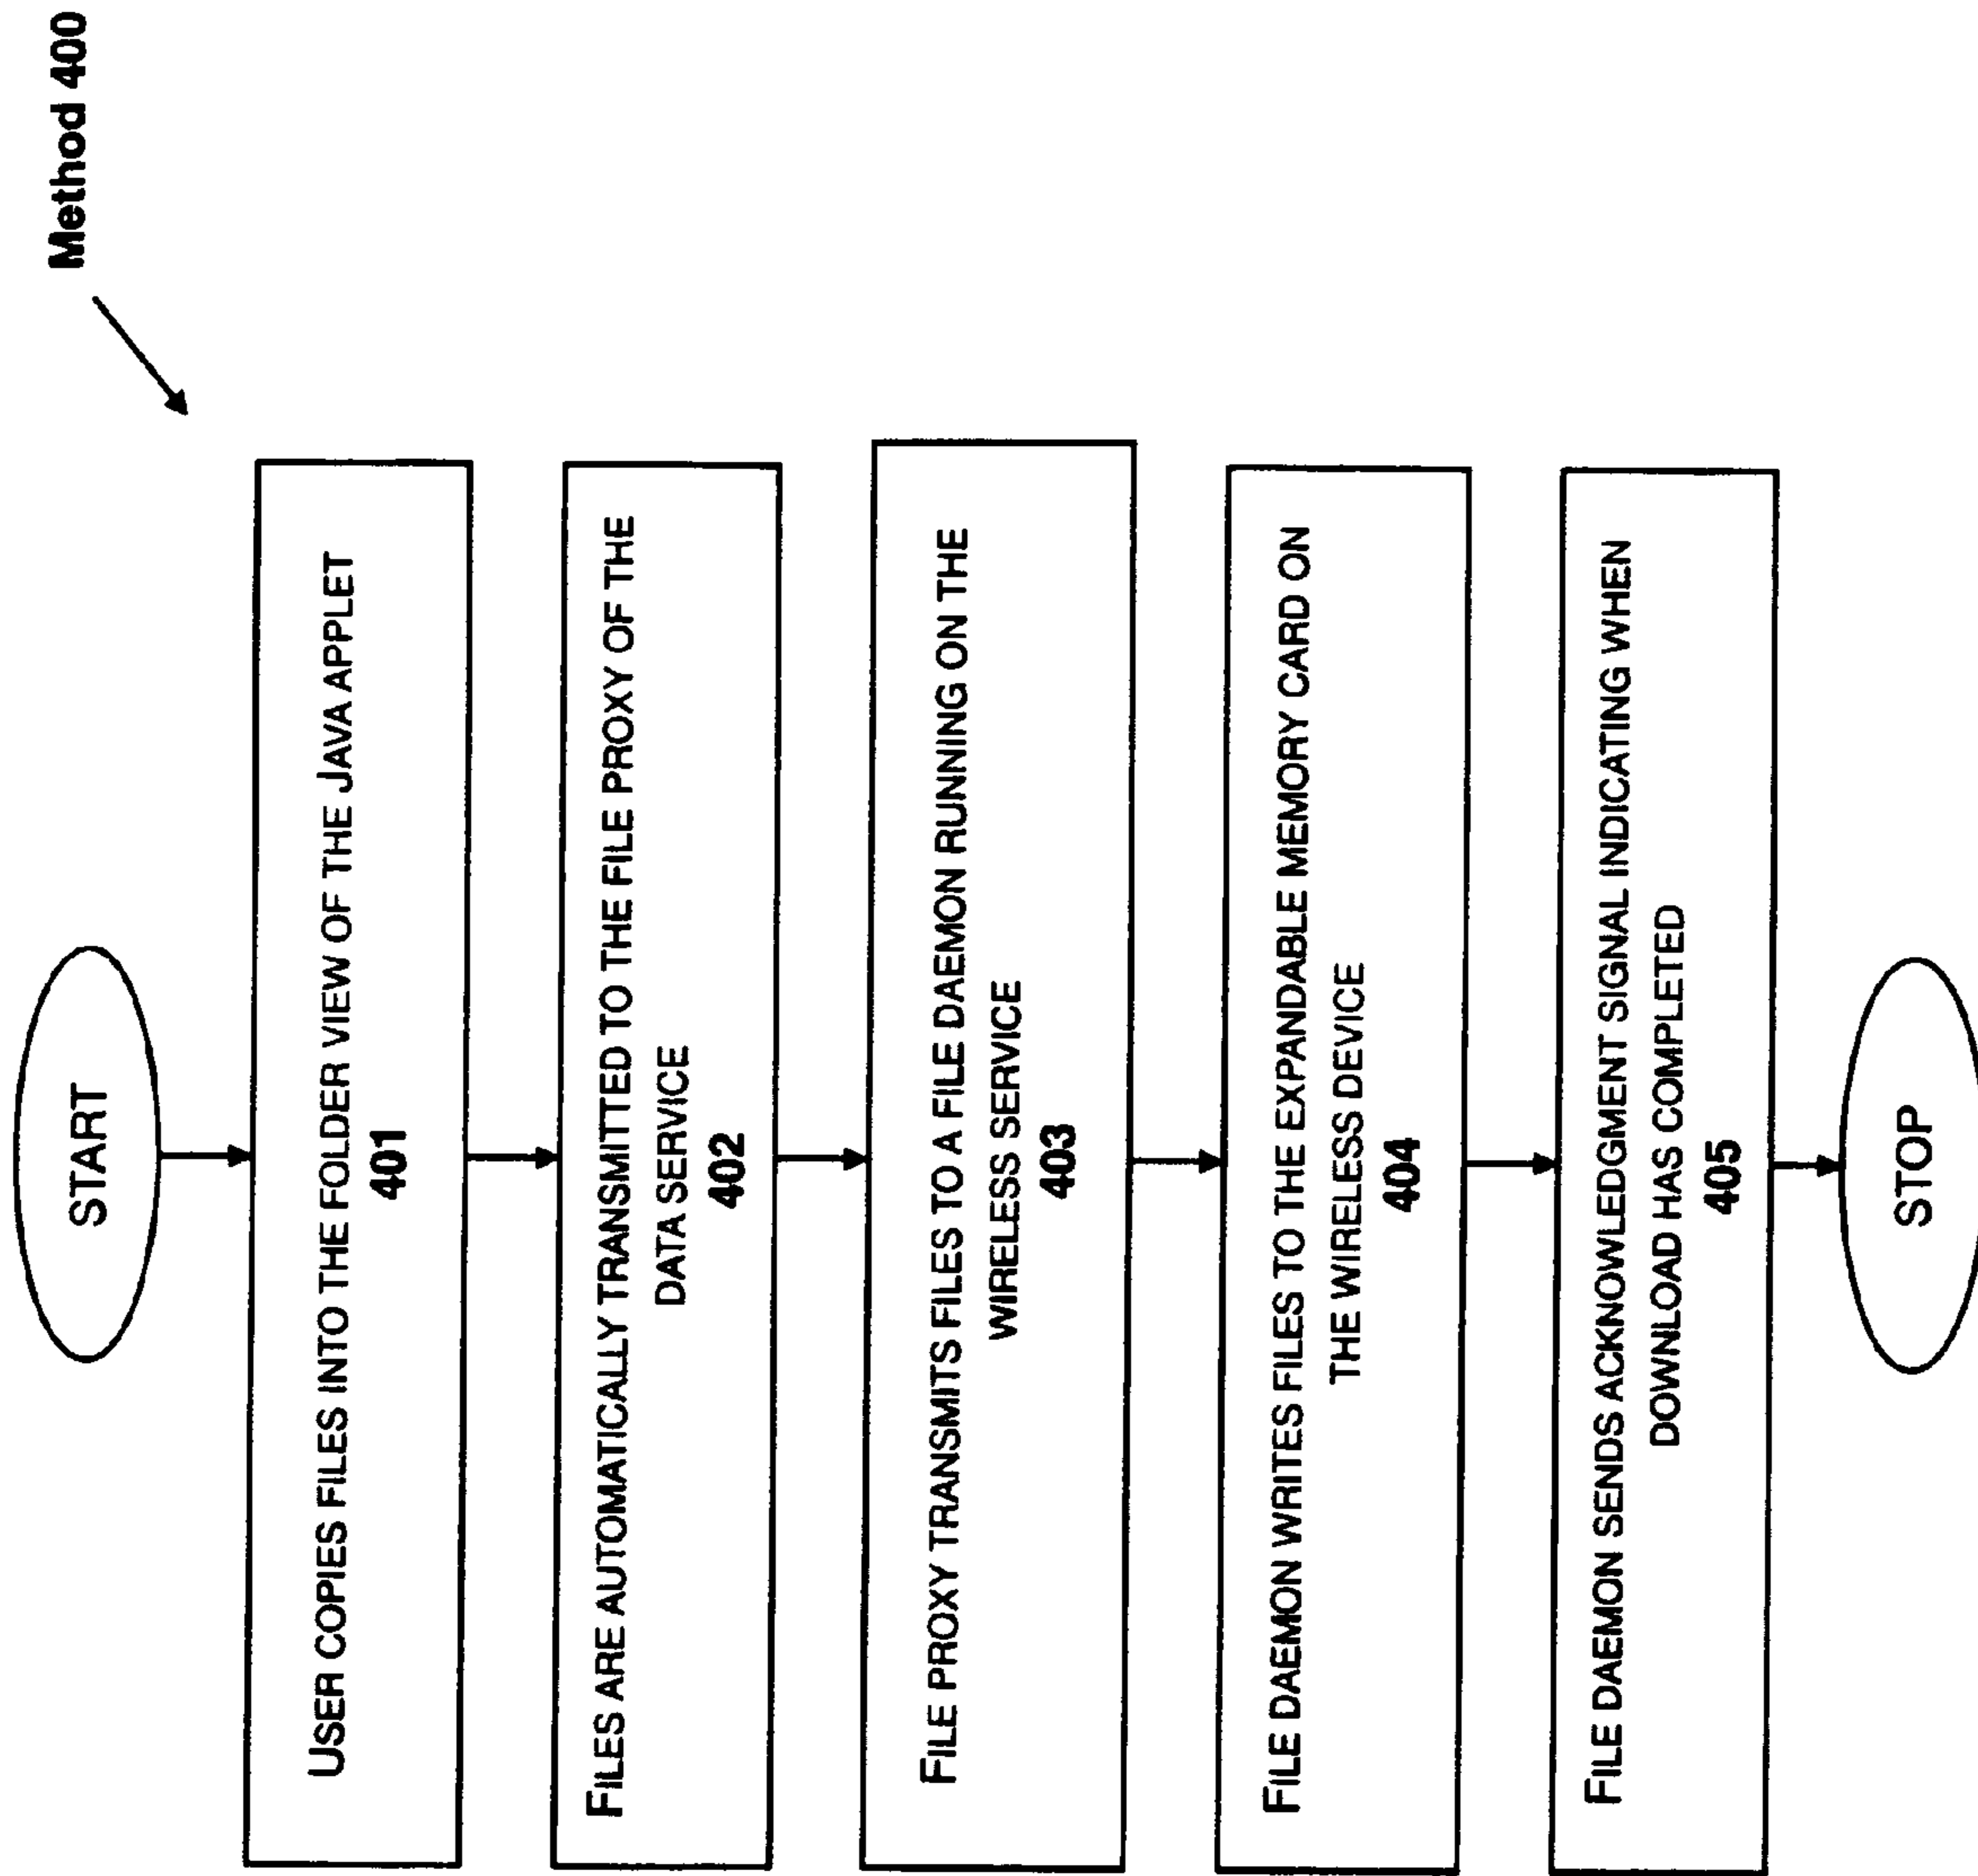 Method 400
START
USER COPIES FILES INTO THE FOLDER VIEW OF THE JAVA APPLET
401
FILES ARE AUTOMATICALLY TRANSMITTED TO THE FILE PROXY OF THE
DATA SERVICE
402
FILE PROXY TRANSMITS FILES TO A FILE DAEMON RUNNING ON THE
WIRELESS SERVICE
403
FILE DAEMON WRITES FILES TO THE EXPANDABLE MEMORY CARD ON
THE WIRELESS DEVICE
404
FILE DAEMON SENDS ACKNOWLEDGMENT SIGNAL INDICATING WHEN
DOWNLOAD HAS COMPLETED
405
STOP